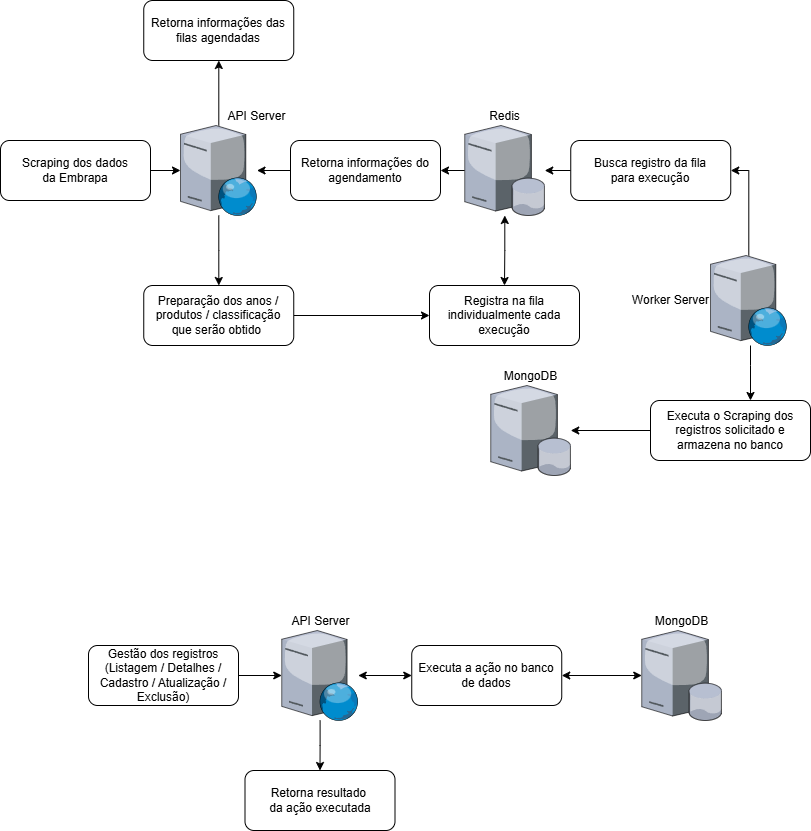 Retorna informações das
filas agendadas
API Server
Redis
Scraping dos dados
da Embrapa
Retorna informações do
agendamento
Busca registro da fila
para execução
Preparação dos anos /
produtos / classificação
que serão obtido
Registra na fila
individualmente cada
execução
Worker Server
MongoDB
Executa o Scraping dos
registros solicitado e
armazena no banco
API Server
MongoDB
Gestão dos registros
(Listagem / Detalhes /
Cadastro / Atualização /
Exclusão)
Executa a ação no banco
de dados
Retorna resultado
da ação executada